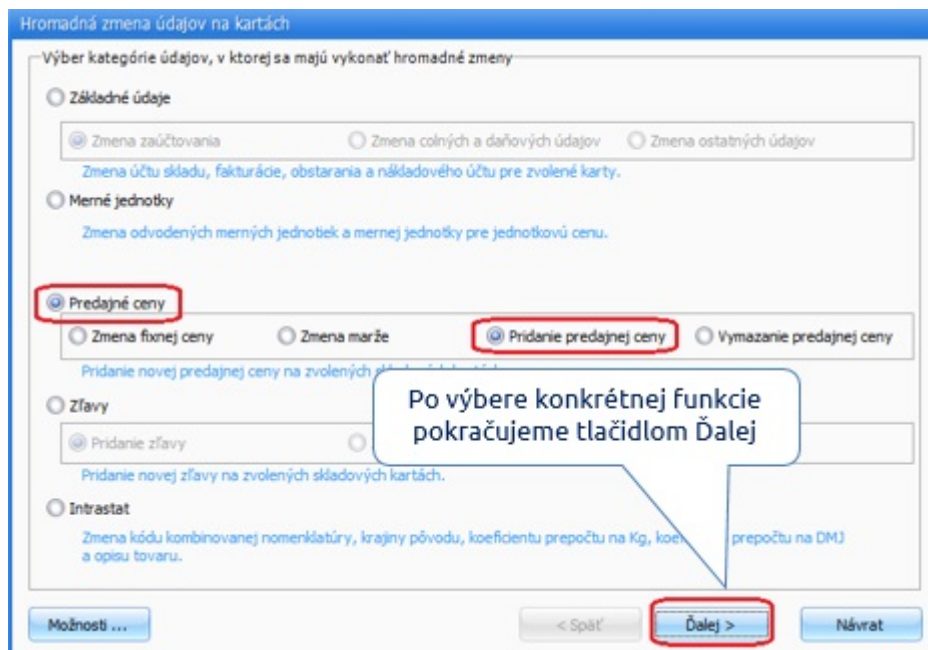 Hromadná zmena údajov na kartách
Výber kategórie údajov, v ktorej sa majú vykonať hromadné zmeny
Základné údaje
Zmena zaúčtovania Zmena colných a daňových údajov Zmena ostatných údajov
Zmena účtu skladu, fakturácie, obstarania a nákladového účtu pre zvolené karty.
Merné jednotky
Zmena odvodených merných jednotiek a mernej jednotky pre jednotkovú cenu.
Predajné ceny
Zmena fixnej ceny Zmena marže Pridanie predajnej ceny Vymazanie predajnej ceny
Pridanie novej predajnej ceny na zvolených
Po výbere konkrétnej funkcie
pokračujeme tlačidlom Ďalej
Zľavy
Pridanie zľavy
Pridanie novej zľavy na zvolených skladových kartách.
Intrastat
Zmena kódu kombinovanej nomenklatúry, krajiny pôvodu, koeficientu prepočtu na Kg, prepočtu na DMJ
a opisu tovaru.
Možnosti ... < Späť Ďalej > Návrat